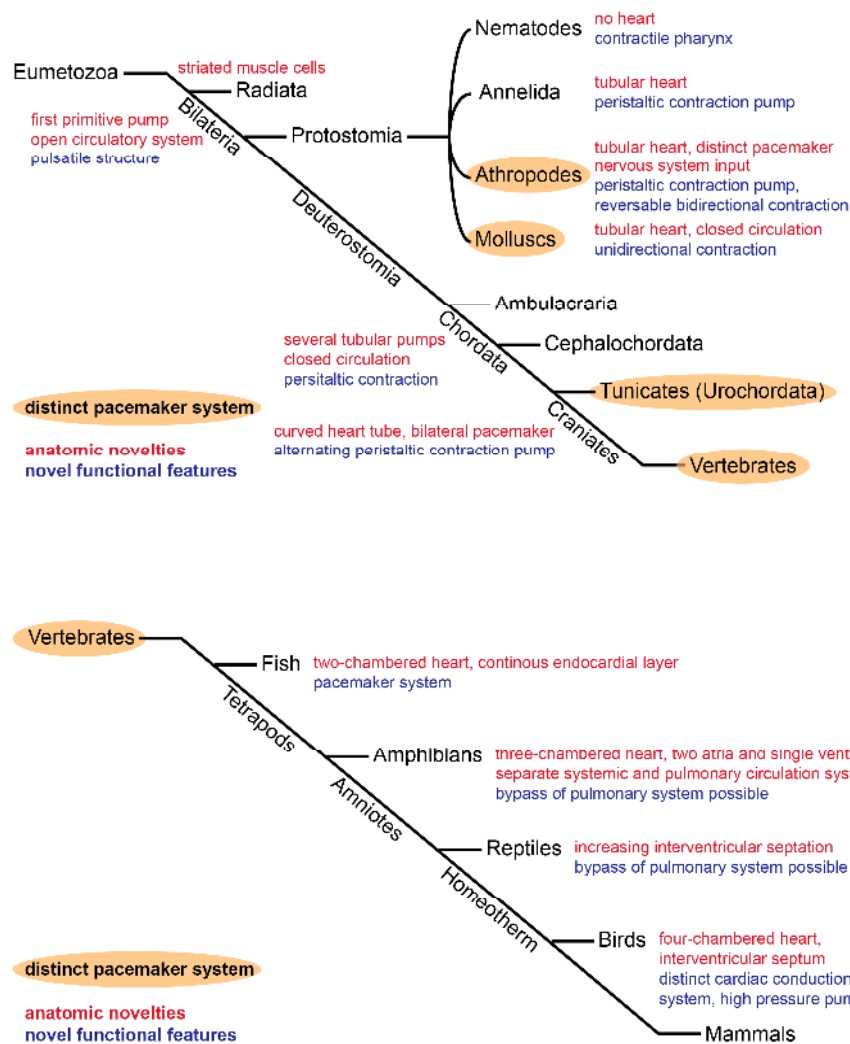 Eumetozoa
striated muscle cells
Radiata
first primitive pump
open circulatory system
pulsatile structure
Bilateria
Protostomia
Nematodes
no heart
contractile pharynx
Annelida
tubular heart
peristaltic contraction pump
Athropodes
tubular heart, distinct pacemaker
nervous system input
peristaltic contraction pump,
reversable bidirectional contraction
Molluscs
tubular heart, closed circulation
unidirectional contraction
Deuterostomia
Ambulacraria
Chordata
Cephalochordata
several tubular pumps
closed circulation
persitaltic contraction
Tunicates (Urochordata)
Craniates
curved heart tube, bilateral pacemaker
alternating peristaltic contraction pump
Vertebrates
distinct pacemaker system
anatomic novelties
novel functional features
Vertebrates
Fish
two-chambered heart, continous endocardial layer
pacemaker system
Tetrapods
Amphibians
three-chambered heart, two atria and single vent
separate systemic and pulmonary circulation sys
bypass of pulmonary system possible
Amniotes
Reptiles
increasing interventricular septation
bypass of pulmonary system possible
Homeotherm
Birds
four-chambered heart,
interventricular septum
distinct cardiac conduction
system, high pressure pum
Mammals
distinct pacemaker system
anatomic novelties
novel functional features